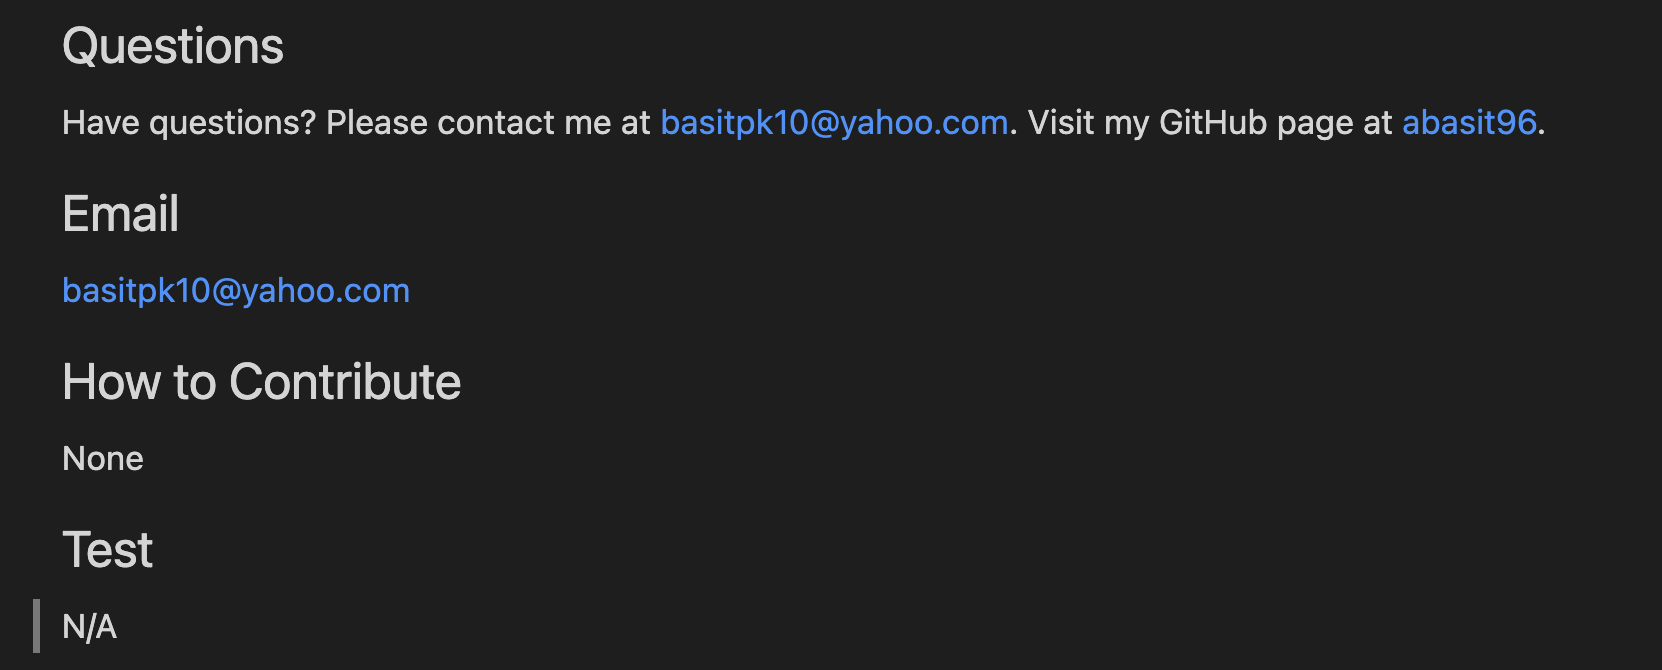 Questions
Have questions? Please contact me at basitpk10@yahoo.com. Visit my GitHub page at abasit96.
Email
basitpk10@yahoo.com
How to Contribute
None
Test
N/A